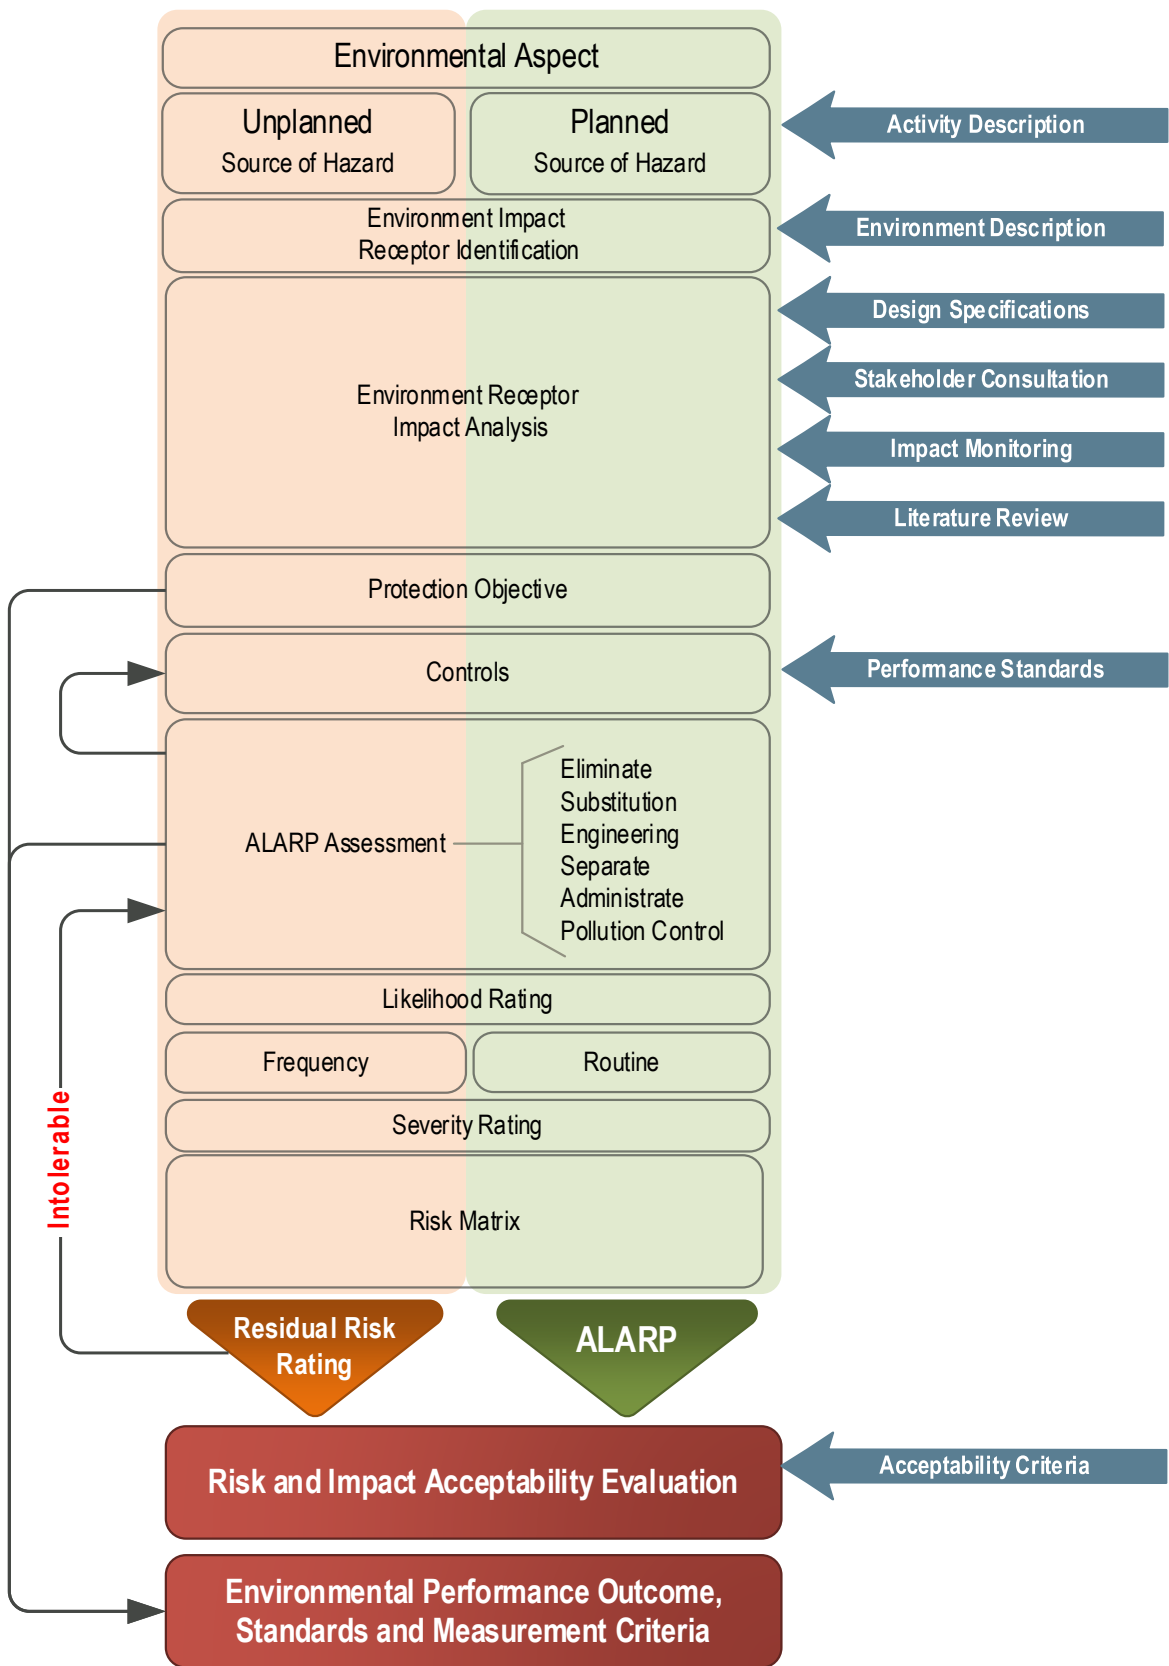 Environmental Aspect
Unplanned
Source of Hazard
Planned
Source of Hazard
Activity Description
Environment Impact
Receptor Identification
Environment Description
Environment Receptor
Impact Analysis
Design Specifications
Stakeholder Consultation
Impact Monitoring
Literature Review
Protection Objective
Controls
Performance Standards
ALARP Assessment
Eliminate
Substitution
Engineering
Separate
Administrate
Pollution Control
Likelihood Rating
Frequency
Routine
Severity Rating
Risk Matrix
Intolerable
Residual Risk
Rating
ALARP
Risk and Impact Acceptability Evaluation
Acceptability Criteria
Environmental Performance Outcome,
Standards and Measurement Criteria